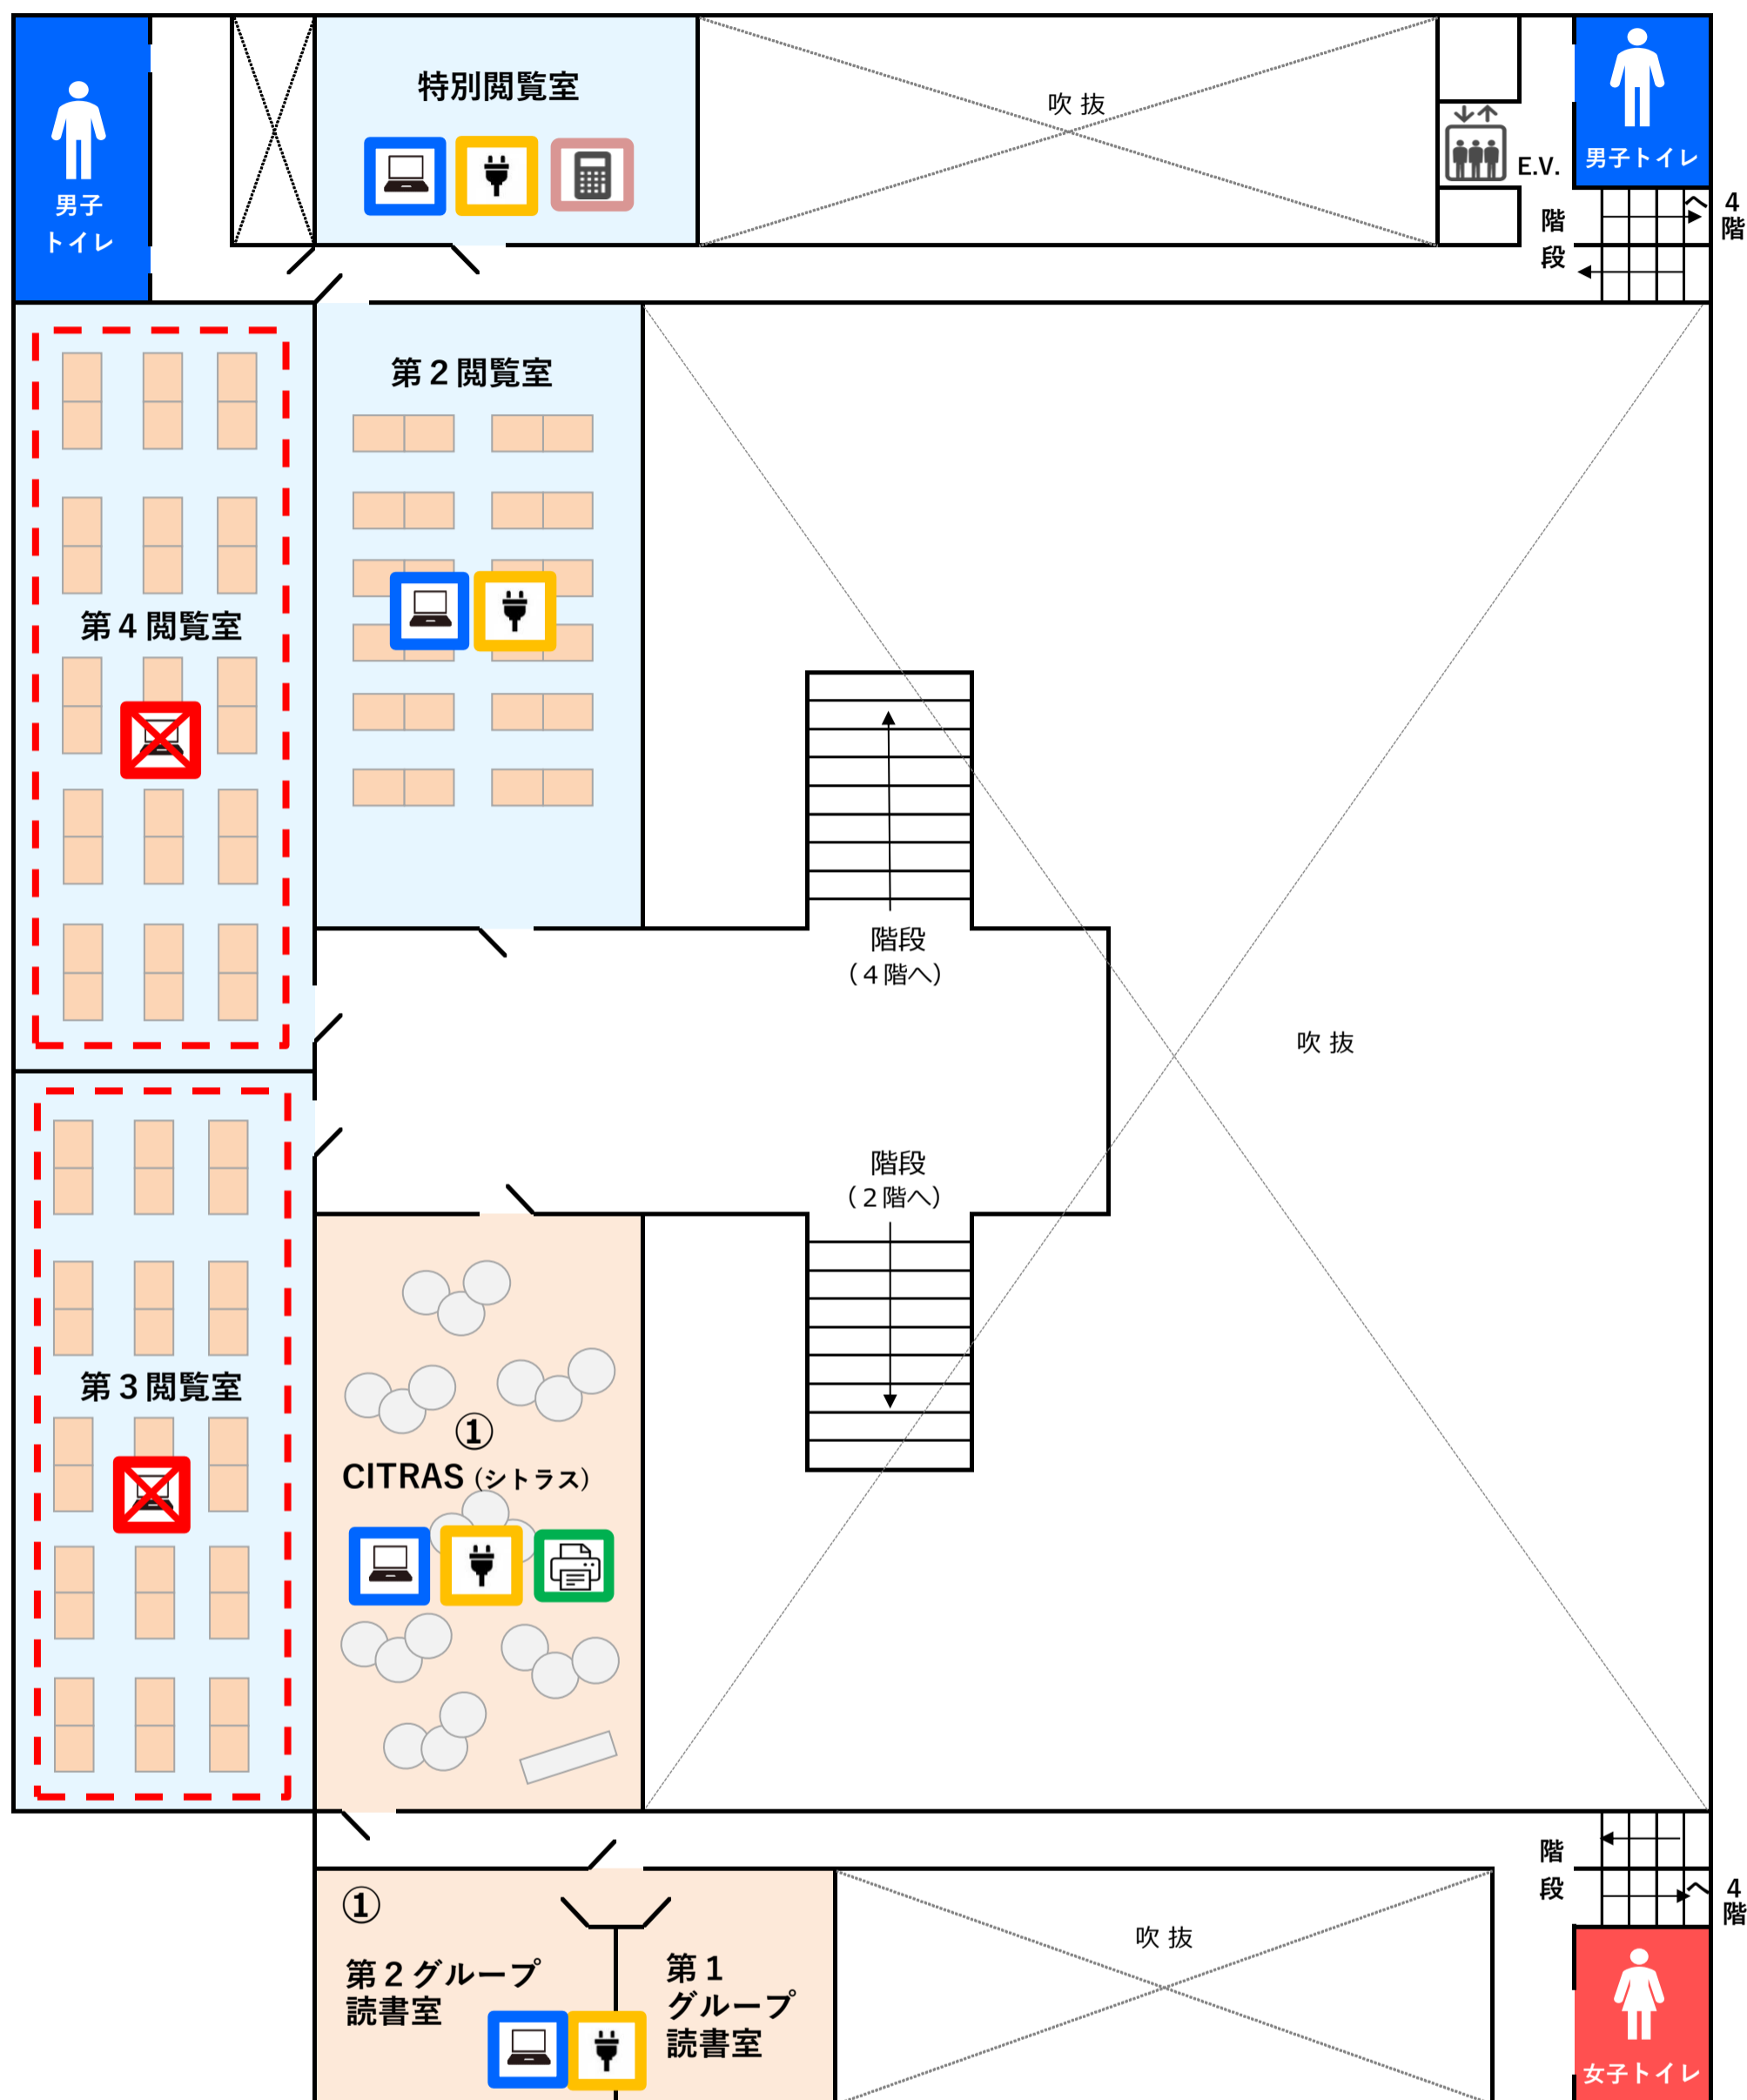 特別閲覧室
吹 抜
男子
トイレ
男子トイレ
E.V.
階
段
へ
4
階
第２閲覧室
第４閲覧室
階段
（４階へ）
吹 抜
階段
（２階へ）
第３閲覧室
①
CITRAS（シトラス）
階
段
へ
4
階
①
第２グループ
読書室
第１
グループ
読書室
吹 抜
女子トイレ